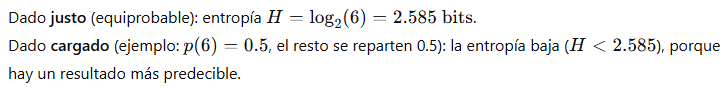 Dado justo (equiprobable): entropía H = log₂(6) = 2.585 bits.
Dado cargado (ejemplo: p(6) = 0.5, el resto se reparten 0.5): la entropía baja (H < 2.585), porque
hay un resultado más predecible.